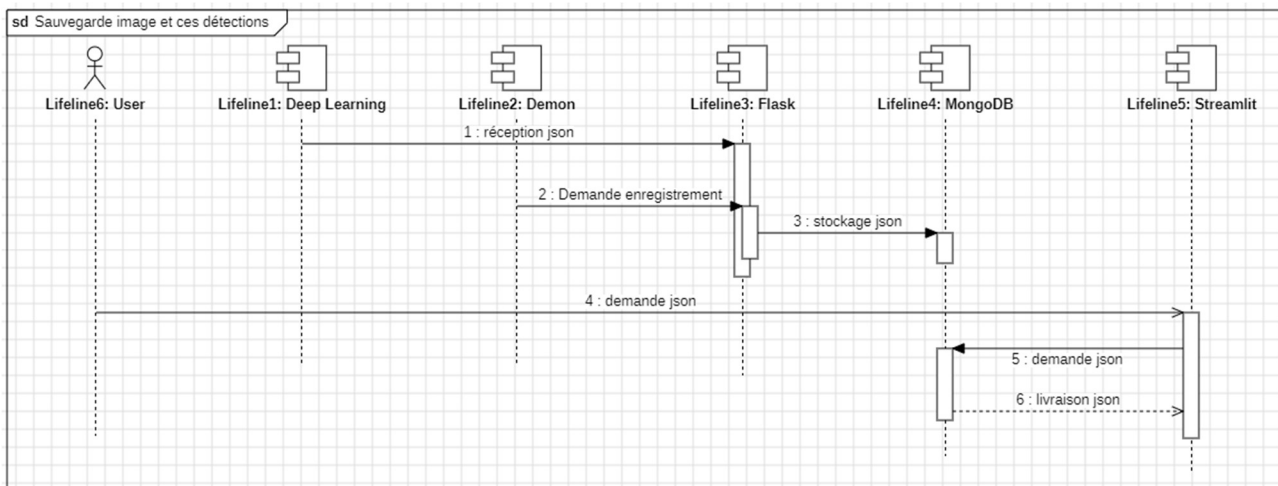 sd Sauvegarde image et ces détections
Lifeline6: User
Lifeline1: Deep Learning
Lifeline2: Demon
Lifeline3: Flask
Lifeline4: MongoDB
Lifeline5: Streamlit
1 : réception json
2 : Demande enregistrement
3 : stockage json
4 : demande json
5 : demande json
6 : livraison json